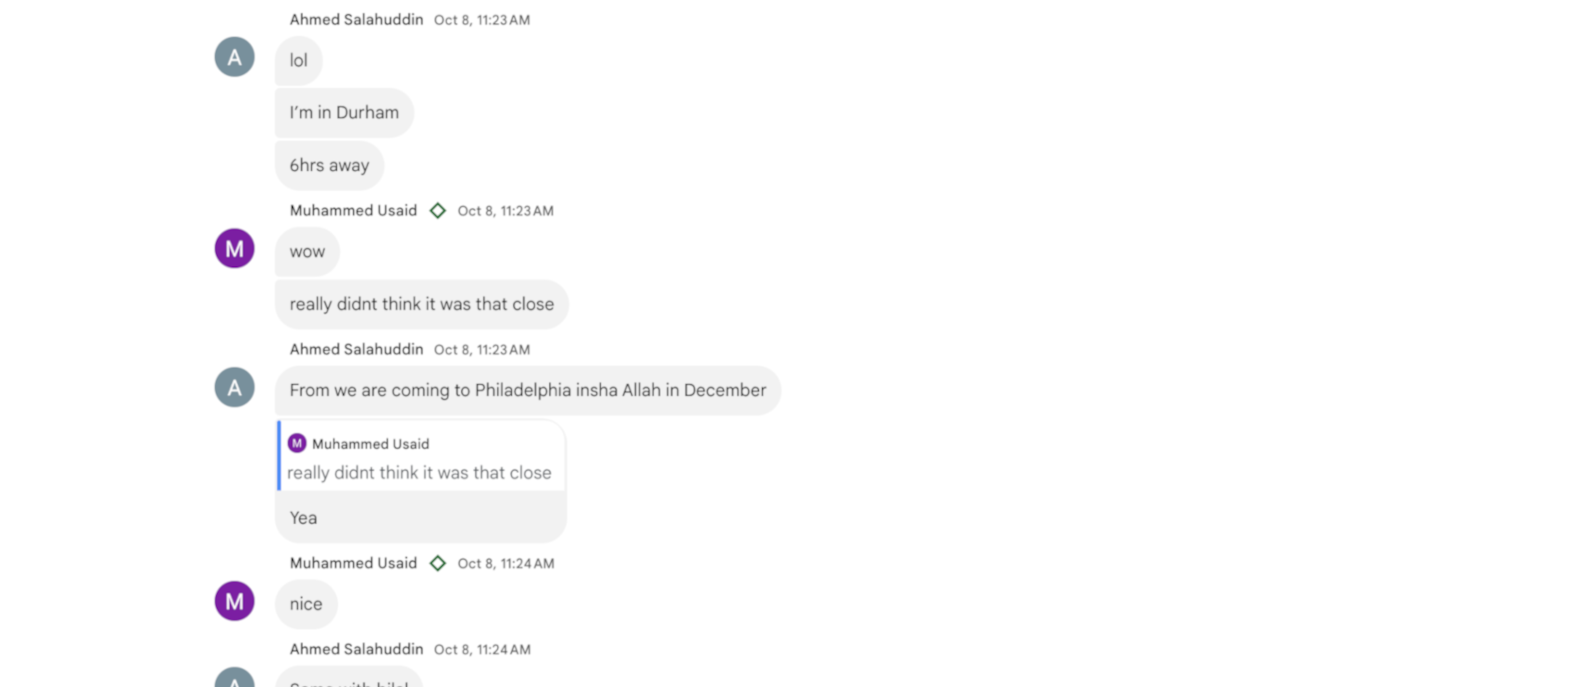 Ahmed Salahuddin Oct 8, 11:23 AM
A
lol
I'm in Durham
6hrs away
Muhammed Usaid Oct 8, 11:23 AM
M
wow
really didnt think it was that close
Ahmed Salahuddin Oct 8, 11:23 AM
A
From we are coming to Philadelphia insha Allah in December
M Muhammed Usaid
really didnt think it was that close
Yea
Muhammed Usaid Oct 8, 11:24 AM
M
nice
Ahmed Salahuddin Oct 8, 11:24 AM
A
with